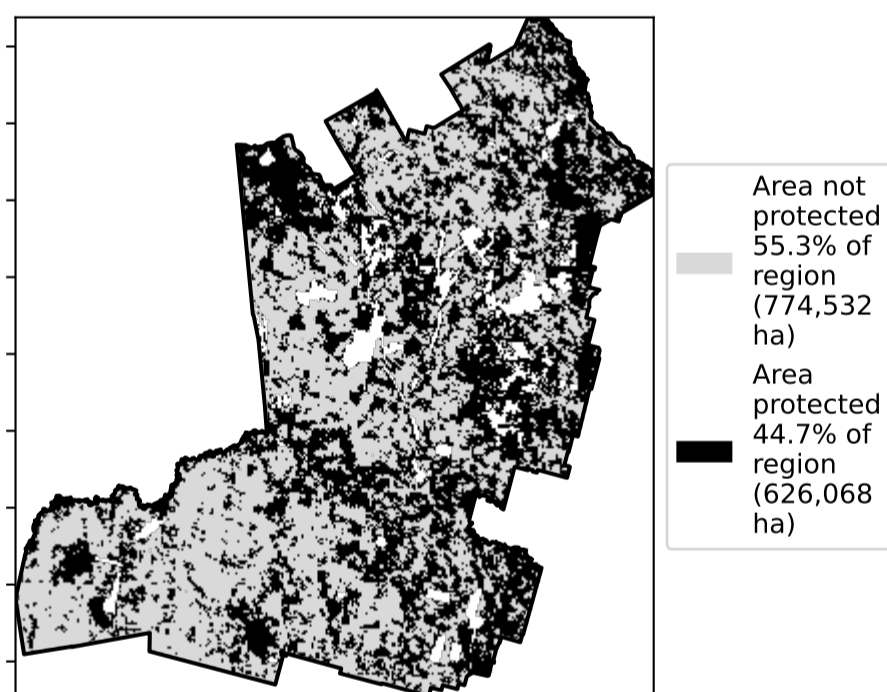 Area not
protected
55.3% of
region
(774,532
ha)
Area
protected
44.7% of
region
(626,068
ha)